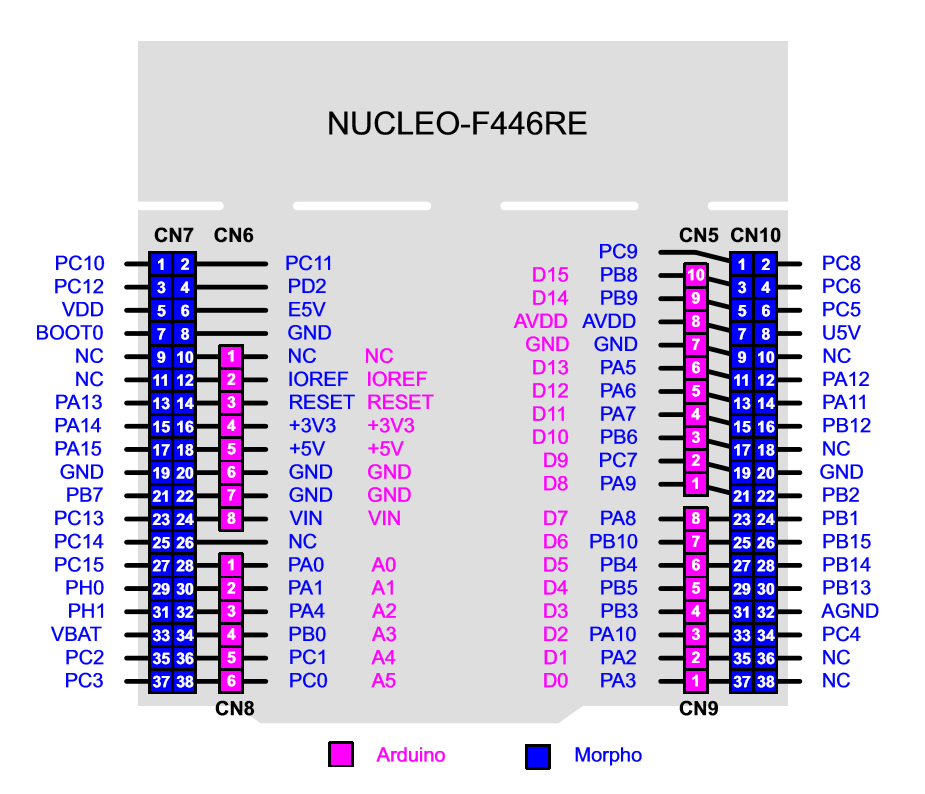 NUCLEO-F446RE
CN7 CN6 CN5 CN10
PC9
PC10 1 2 PC11 1 2 PC8
D15 PB8 10
PC12 3 4 PD2 3 4 PC6
D14 PB9 9
VDD 5 6 E5V 5 6 PC5
AVDD AVDD 8
BOOT0 7 8 GND 7 8 U5V
GND GND 7
NC 9 10 1 NC NC 9 10 NC
D13 PA5 6
NC 11 12 2 IOREF IOREF 11 12 PA12
D12 PA6 5
PA13 13 14 3 RESET RESET 13 14 PA11
D11 PA7 4
PA14 15 16 4 +3V3 +3V3 15 16 PB12
D10 PB6 3
PA15 17 18 5 +5V +5V 17 18 NC
D9 PC7 2
GND 19 20 6 GND GND 19 20 GND
D8 PA9 1
PB7 21 22 7 GND GND 21 22 PB2
PC13 23 24 8 VIN VIN D7 PA8 8 23 24 PB1
PC14 25 26 NC D6 PB10 7 25 26 PB15
PC15 27 28 1 PA0 A0 D5 PB4 6 27 28 PB14
PH0 29 30 2 PA1 A1 D4 PB5 5 29 30 PB13
PH1 31 32 3 PA4 A2 D3 PB3 4 31 32 AGND
VBAT 33 34 4 PB0 A3 D2 PA10 3 33 34 PC4
PC2 35 36 5 PC1 A4 D1 PA2 2 35 36 NC
PC3 37 38 6 PC0 A5 D0 PA3 1 37 38 NC
CN8 CN9
Arduino Morpho